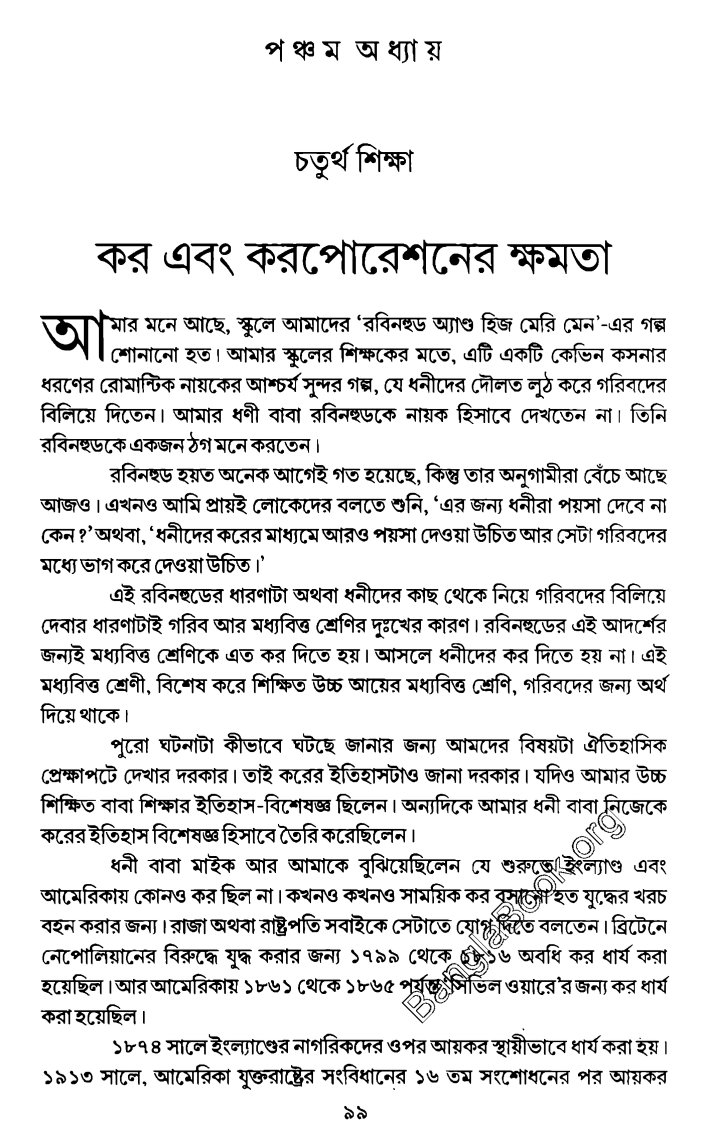 পঞ্চম অধ্যায়
চতুর্থ শিক্ষা
কর এবং করপোরেশনের ক্ষমতা
আমার মনে আছে, স্কুলে আমাদের ‘রবিনহুড অ্যাণ্ড হিজ মেরি মেন’-এর গল্প
শোনানো হত। আমার স্কুলের শিক্ষকের মতে, এটি একটি কেভিন কসনার
ধরণের রোমান্টিক নায়কের আশ্চর্য সুন্দর গল্প, যে ধনীদের দৌলত লুঠ করে গরিবদের
বিলিয়ে দিতেন। আমার ধণী বাবা রবিনহুডকে নায়ক হিসাবে দেখতেন না। তিনি
রবিনহুডকে একজন ঠগ মনে করতেন।
রবিনহুড হয়ত অনেক আগেই গত হয়েছে, কিন্তু তার অনুগামীরা বেঁচে আছে
আজও। এখনও আমি প্রায়ই লোকেদের বলতে শুনি, ‘এর জন্য ধনীরা পয়সা দেবে না
কেন?’ অথবা, ‘ধনীদের করের মাধ্যমে আরও পয়সা দেওয়া উচিত আর সেটা গরিবদের
মধ্যে ভাগ করে দেওয়া উচিত।’
এই রবিনহুডের ধারণাটা অথবা ধনীদের কাছ থেকে নিয়ে গরিবদের বিলিয়ে
দেবার ধারণাটাই গরিব আর মধ্যবিত্ত শ্রেণির দুঃখের কারণ। রবিনহুডের এই আদর্শের
জন্যই মধ্যবিত্ত শ্রেণিকে এত কর দিতে হয়। আসলে ধনীদের কর দিতে হয় না। এই
মধ্যবিত্ত শ্রেণী, বিশেষ করে শিক্ষিত উচ্চ আয়ের মধ্যবিত্ত শ্রেণি, গরিবদের জন্য অর্থ
দিয়ে থাকে।
পুরো ঘটনাটা কীভাবে ঘটছে জানার জন্য আমদের বিষয়টা ঐতিহাসিক
প্রেক্ষাপটে দেখার দরকার। তাই করের ইতিহাসটাও জানা দরকার। যদিও আমার উচ্চ
শিক্ষিত বাবা শিক্ষার ইতিহাস-বিশেষজ্ঞ ছিলেন। অন্যদিকে আমার ধনী বাবা নিজেকে
করের ইতিহাস বিশেষজ্ঞ হিসাবে তৈরি করেছিলেন।
ধনী বাবা মাইক আর আমাকে বুঝিয়েছিলেন যে শুরুতে ইংল্যাণ্ড এবং
আমেরিকায় কোনও কর ছিল না। কখনও কখনও সাময়িক কর বসানো হত যুদ্ধের খরচ
বহন করার জন্য। রাজা অথবা রাষ্ট্রপতি সবাইকে সেটাতে যোগ দিতে বলতেন। ব্রিটেনে
নেপোলিয়ানের বিরুদ্ধে যুদ্ধ করার জন্য ১৭৯৯ থেকে ১৮১৬ অবধি কর ধার্য করা
হয়েছিল। আর আমেরিকায় ১৮৬১ থেকে ১৮৬৫ পর্যন্ত ‘সিভিল ওয়ারে’র জন্য কর ধার্য
করা হয়েছিল।
১৮৭৪ সালে ইংল্যাণ্ডের নাগরিকদের ওপর আয়কর স্থায়ীভাবে ধার্য করা হয়।
১৯১৩ সালে, আমেরিকা যুক্তরাষ্ট্রের সংবিধানের ১৬ তম সংশোধনের পর আয়কর
৯৯
BanglaBook.org